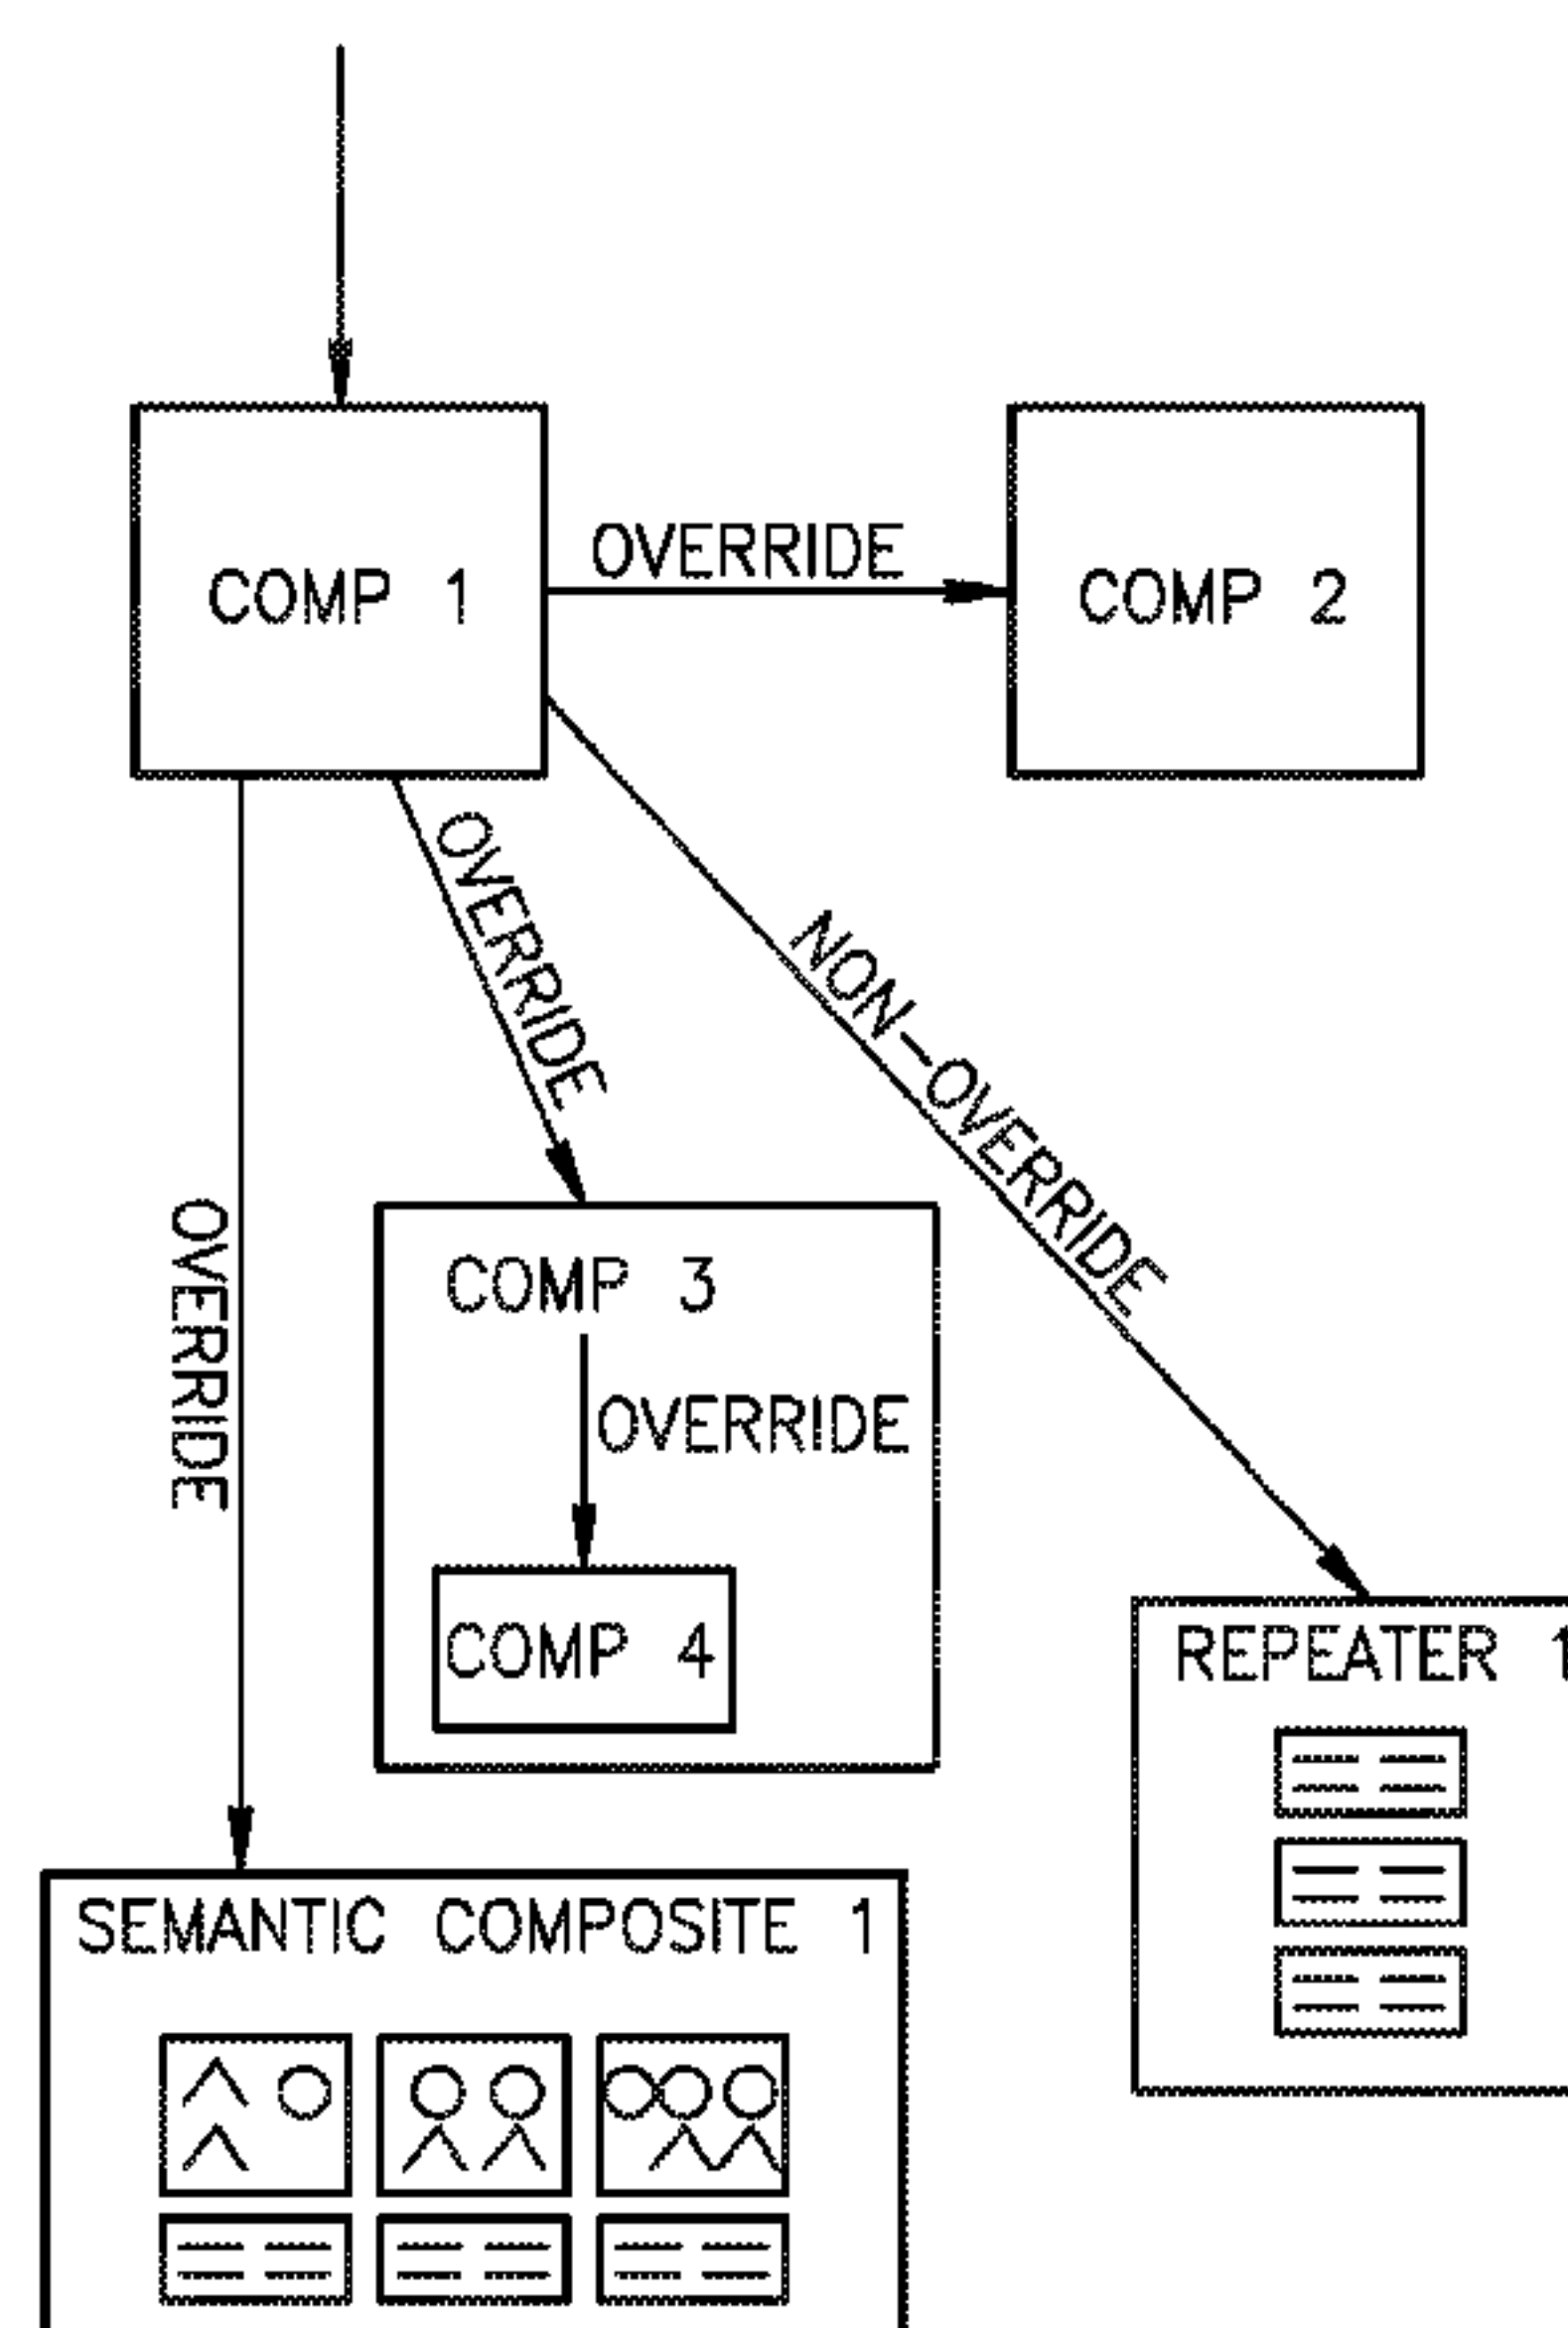 COMP 1
OVERRIDE
COMP 2
OVERRIDE
NON-OVERRIDE
OVERRIDE
COMP 3
OVERRIDE
COMP 4
REPEATER 1
SEMANTIC COMPOSITE 1